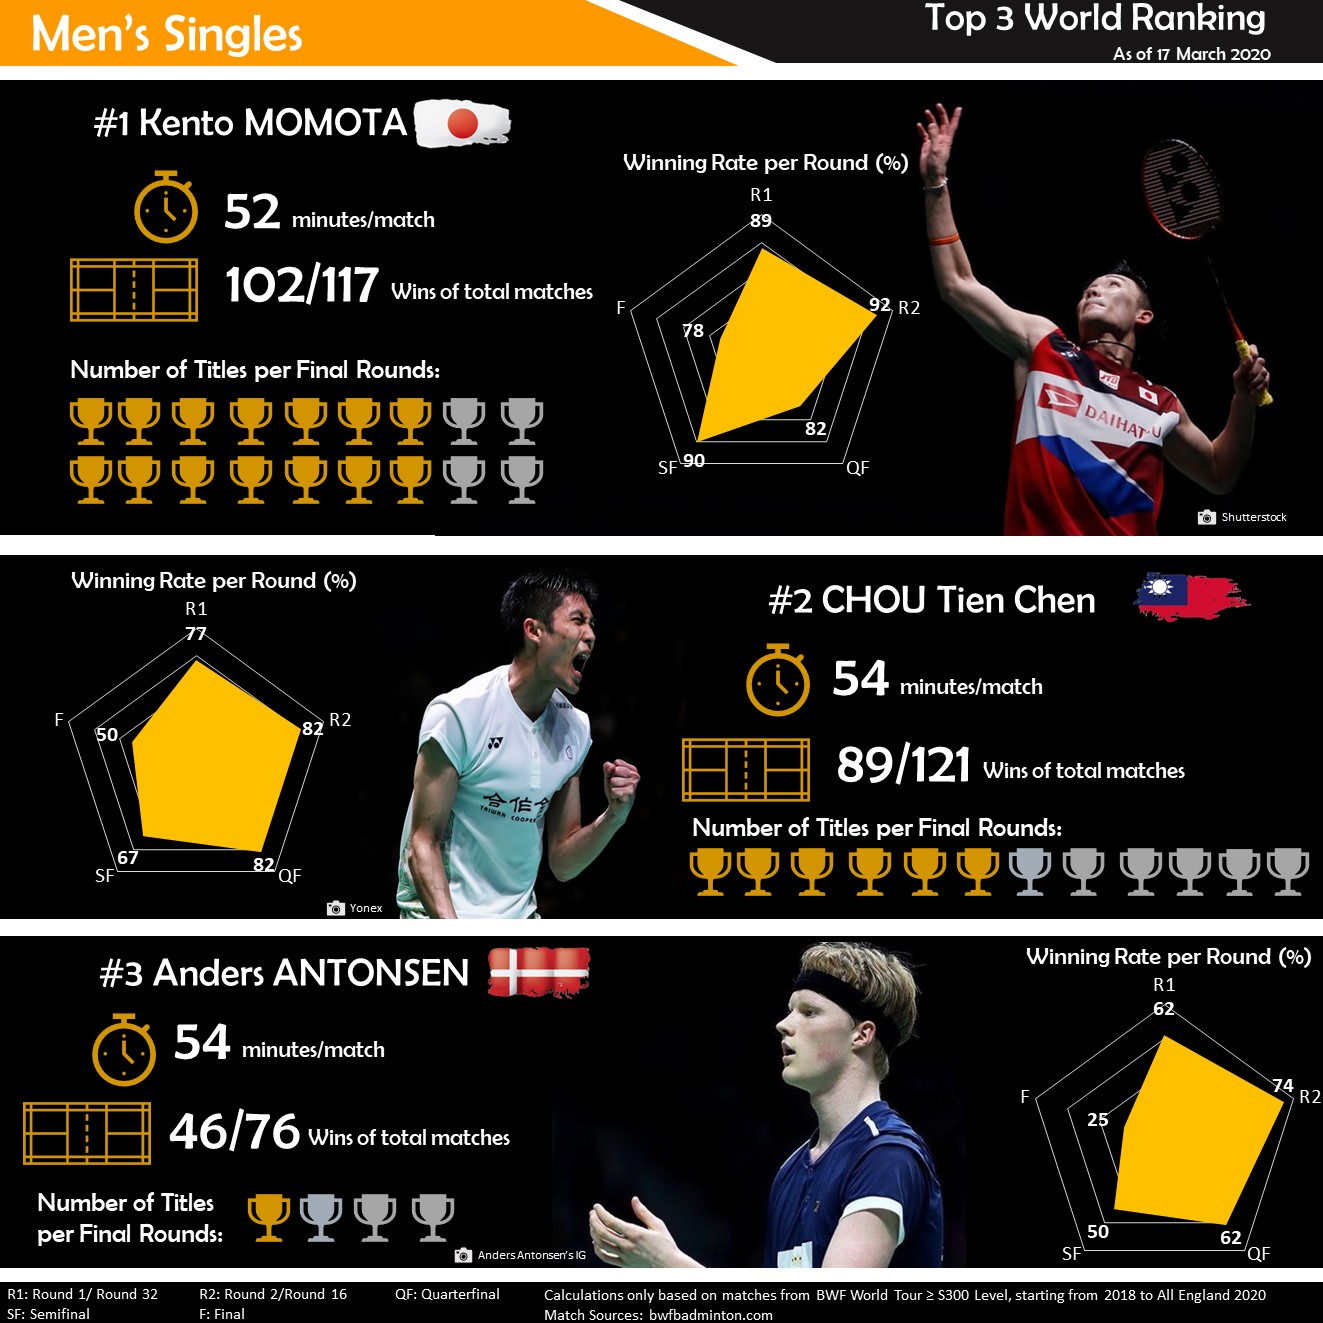 Men's Singles
Top 3 World Ranking
As of 17 March 2020
#1 Kento MOMOTA
52 minutes/match
102/117 Wins of total matches
Number of Titles per Final Rounds:
Winning Rate per Round (%)
R1
89
F
78
92 R2
82
SF 90
QF
DAIHATSU
Shutterstock
Winning Rate per Round (%)
R1
77
F
50
82 R2
67
SF
82 QF
合作金
TAIWAN COOPER
Yonex
#2 CHOU Tien Chen
54 minutes/match
89/121 Wins of total matches
Number of Titles per Final Rounds:
#3 Anders ANTONSEN
54 minutes/match
46/76 Wins of total matches
Number of Titles
per Final Rounds:
Anders Antonsen's IG
Winning Rate per Round (%)
R1
62
F
25
74 R2
50
SF
62
QF
R1: Round 1/ Round 32
R2: Round 2/Round 16
QF: Quarterfinal
SF: Semifinal
F: Final
Calculations only based on matches from BWF World Tour ≥ S300 Level, starting from 2018 to All England 2020
Match Sources: bwfbadminton.com